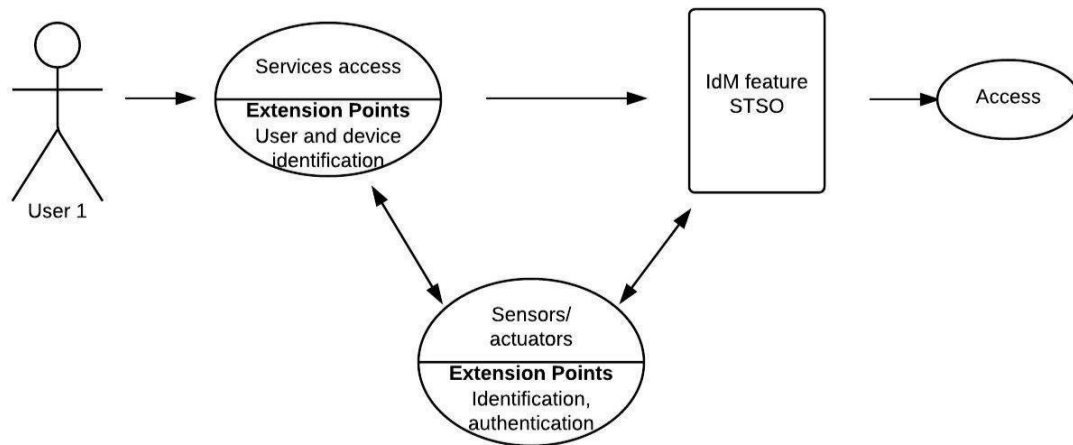 Services access
Extension Points
User and device
identification
User 1
IdM feature
STSO
Access
Sensors/
actuators
Extension Points
Identification,
authentication